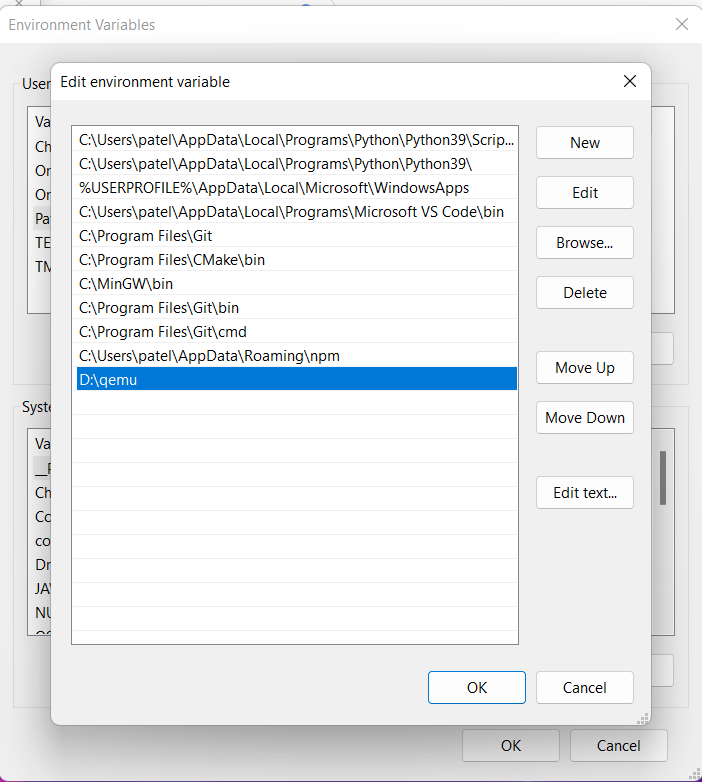 Environment Variables
Edit environment variable
C:\Users\patel\AppData\Local\Programs\Python\Python39\Scrip...
C:\Users\patel\AppData\Local\Programs\Python\Python39\
%USERPROFILE%\AppData\Local\Microsoft\WindowsApps
C:\Users\patel\AppData\Local\Programs\Microsoft VS Code\bin
C:\Program Files\Git
C:\Program Files\CMake\bin
C:\MinGW\bin
C:\Program Files\Git\bin
C:\Program Files\Git\cmd
C:\Users\patel\AppData\Roaming\npm
D:\qemu
New
Edit
Browse...
Delete
Move Up
Move Down
Edit text...
OK
Cancel
User
Va
Ch
Or
Or
Pa
TE
TM
Syste
Va
Ch
Co
co
Dr
JA
NU
OK
Cancel